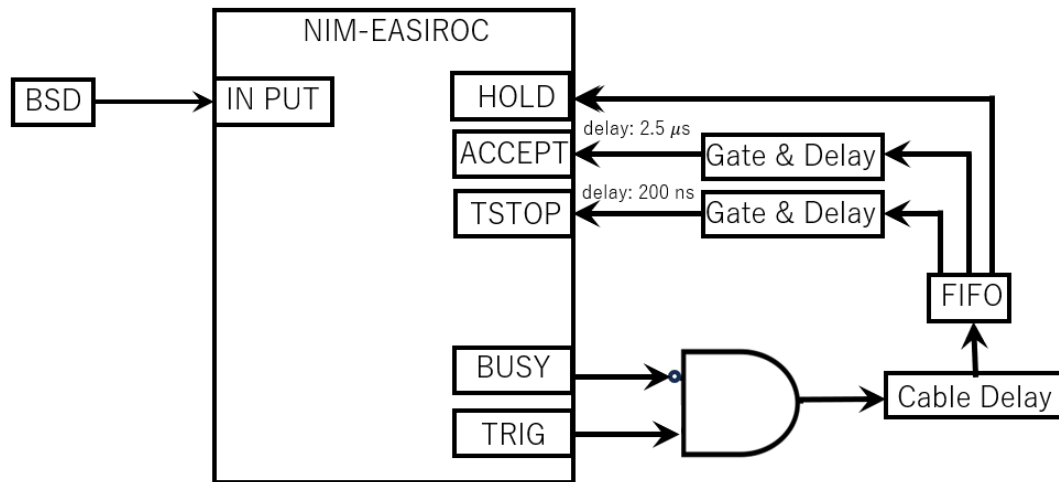 NIM-EASIROC
BSD
IN PUT
HOLD
delay: 2.5 μs
ACCEPT
Gate & Delay
delay: 200 ns
TSTOP
Gate & Delay
FIFO
BUSY
Cable Delay
TRIG